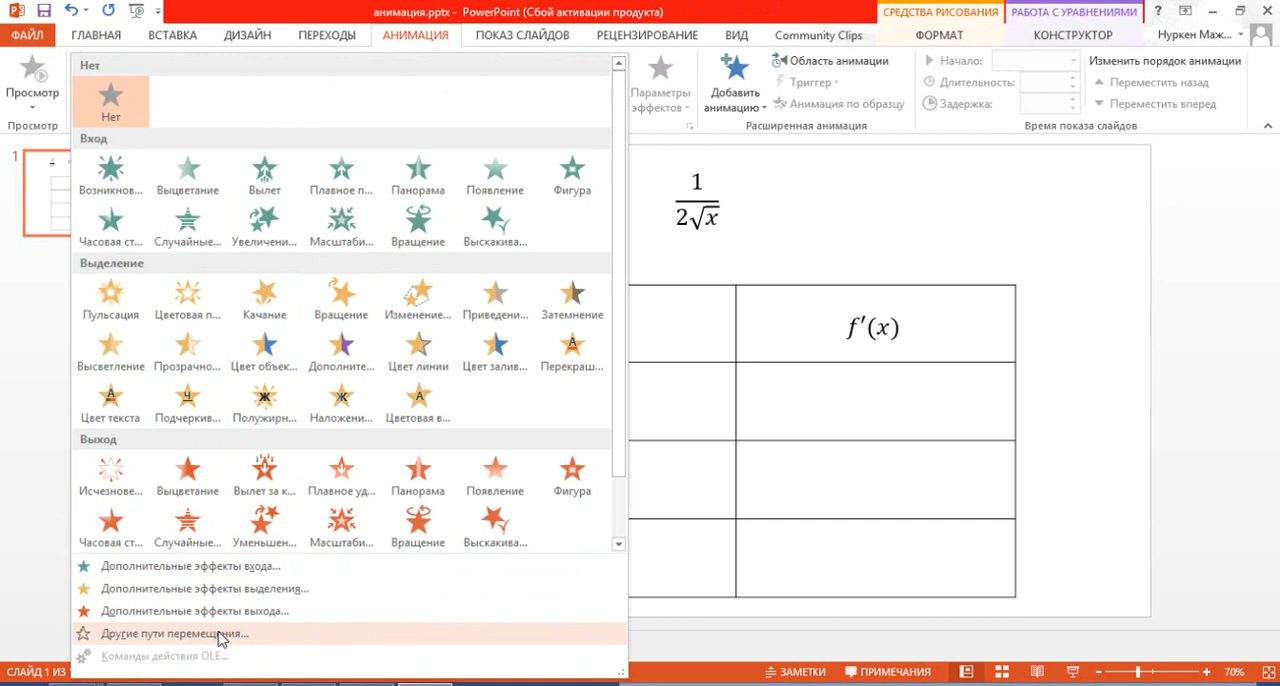 анимация.pptx - PowerPoint (Сбой активации продукта)
СРЕДСТВА РИСОВАНИЯ
РАБОТА С УРАВНЕНИЯМИ
?
ФАЙЛ ГЛАВНАЯ ВСТАВКА ДИЗАЙН ПЕРЕХОДЫ АНИМАЦИЯ ПОКАЗ СЛАЙДОВ РЕЦЕНЗИРОВАНИЕ ВИД Community Clips ФОРМАТ КОНСТРУКТОР Нуркен Маж...
Просмотр
Просмотр
Параметры
эффектов
Добавить
анимацию
Область анимации
Триггер
Анимация по образцу
Расширенная анимация
Начало:
Длительность:
Задержка:
Изменить порядок анимации
Переместить назад
Переместить вперед
Время показа слайдов
Нет
Нет
Вход
Возникнов... Выцветание Вылет Плавное п... Панорама Появление Фигура
Часовая ст... Случайные... Увеличени... Масштаби... Вращение Выскакива...
Выделение
Пульсация Цветовая п... Качание Вращение Изменение... Приведени... Затемнение
Высветление Прозрачно... Цвет объек... Дополните... Цвет линии Цвет залив... Перекраш...
Цвет текста Подчеркив... Полужирн... Наложени... Цветовая в...
Выход
Исчезнове... Выцветание Вылет за к... Плавное уд... Панорама Появление Фигура
Часовая ст... Случайные... Уменьшен... Масштаби... Вращение Выскакива...
Дополнительные эффекты входа...
Дополнительные эффекты выделения...
Дополнительные эффекты выхода...
Другие пути перемещения...
Команды действия OLE...
1
1
2√x
f′(x)
СЛАЙД 1 ИЗ
ЗАМЕТКИ ПРИМЕЧАНИЯ 70%